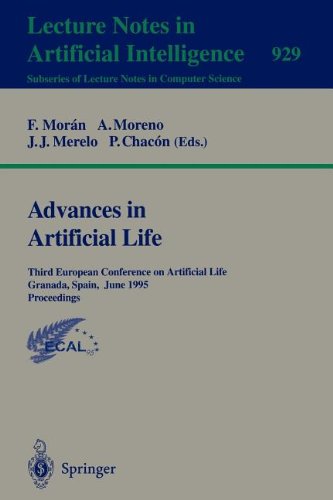 Lecture Notes in
Artificial Intelligence 929
Subseries of Lecture Notes in Computer Science
F. Morán A. Moreno
J. J. Merelo P. Chacón (Eds.)
Advances in
Artificial Life
Third European Conference on Artificial Life
Granada, Spain, June 1995
Proceedings
ECAL 95
Springer